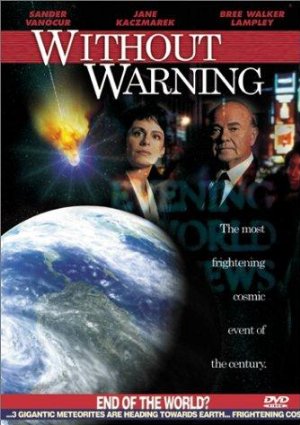 SANDER VANOCUR
JANE KACZMAREK
BREE WALKER LAMPLEY
WITHOUT
WARNING
EVENING
WORLD
NEWS
The most
frightening
cosmic
event of
the century.
END OF THE WORLD?
DVD
...3 GIGANTIC METEORITES ARE HEADING TOWARDS EARTH... FRIGHTENING COS